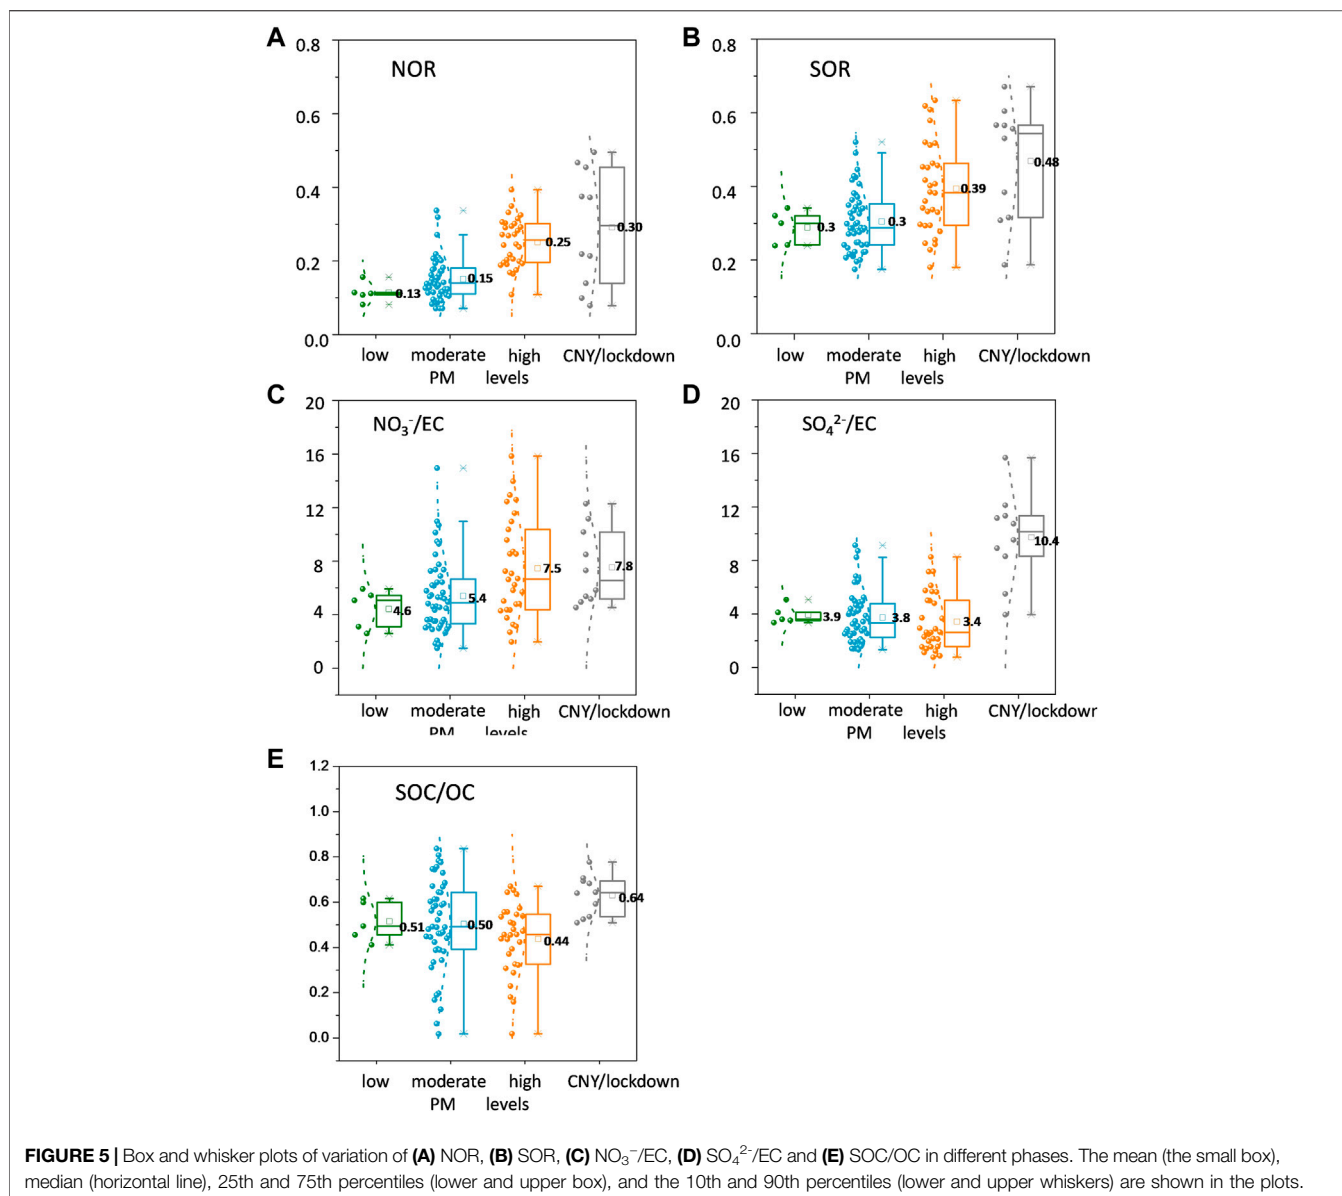 A
NOR
0.8
0.6
0.4
0.2
0.0
0.13
0.15
0.25
0.30
low moderate high CNY/lockdown
PM levels
B
SOR
0.8
0.6
0.4
0.2
0.0
0.3
0.3
0.39
0.48
low moderate high CNY/lockdown
PM levels
C
NO₃⁻/EC
20
16
12
8
4
0
4.6
5.4
7.5
7.8
low moderate high CNY/lockdown
PM levels
D
SO₄²⁻/EC
20
16
12
8
4
0
3.9
3.8
3.4
10.4
low moderate high CNY/lockdowr
PM levels
E
SOC/OC
1.2
1.0
0.8
0.6
0.4
0.2
0.0
0.51
0.50
0.44
0.64
low moderate high CNY/lockdown
PM levels
FIGURE 5 | Box and whisker plots of variation of (A) NOR, (B) SOR, (C) NO₃⁻/EC, (D) SO₄²⁻/EC and (E) SOC/OC in different phases. The mean (the small box),
median (horizontal line), 25th and 75th percentiles (lower and upper box), and the 10th and 90th percentiles (lower and upper whiskers) are shown in the plots.